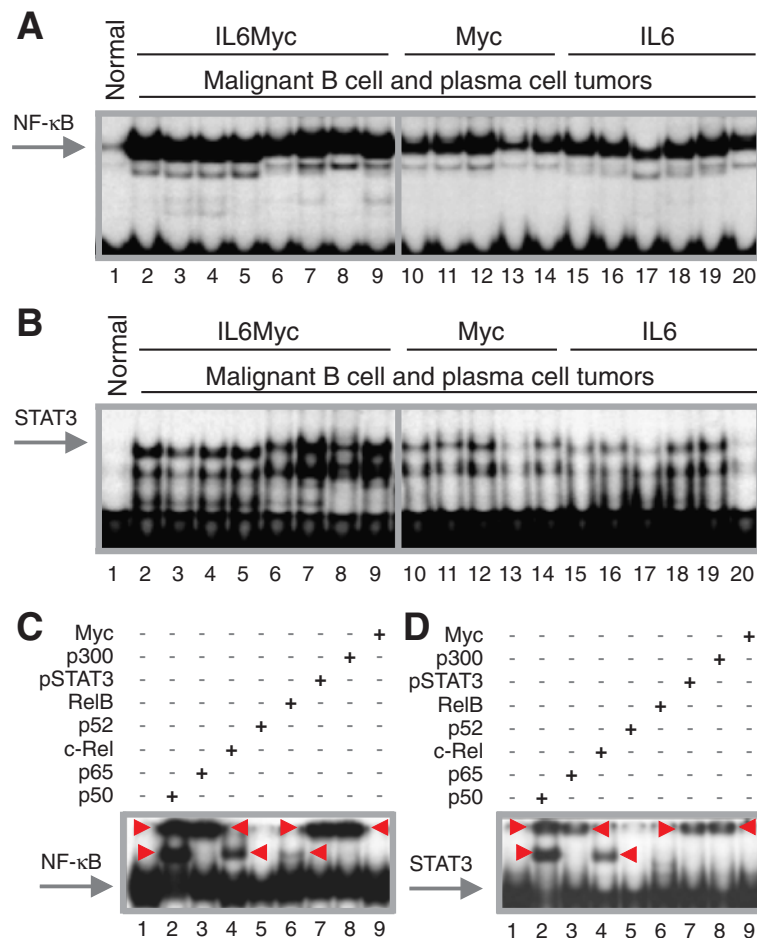 A
Normal
IL6Myc Myc IL6
Malignant B cell and plasma cell tumors
NF-κB
1 2 3 4 5 6 7 8 9 10 11 12 13 14 15 16 17 18 19 20
B
Normal
IL6Myc Myc IL6
Malignant B cell and plasma cell tumors
STAT3
1 2 3 4 5 6 7 8 9 10 11 12 13 14 15 16 17 18 19 20
C
Myc - - - - - - - - +
p300 - - - - - - - + -
pSTAT3 - - - - - - + - -
RelB - - - - - + - - -
p52 - - - - + - - - -
c-Rel - - - + - - - - -
p65 - - + - - - - - -
p50 - + - - - - - - -
NF-κB
1 2 3 4 5 6 7 8 9
D
Myc - - - - - - - - +
p300 - - - - - - - + -
pSTAT3 - - - - - - + - -
RelB - - - - - + - - -
p52 - - - - + - - - -
c-Rel - - - + - - - - -
p65 - - + - - - - - -
p50 - + - - - - - - -
STAT3
1 2 3 4 5 6 7 8 9